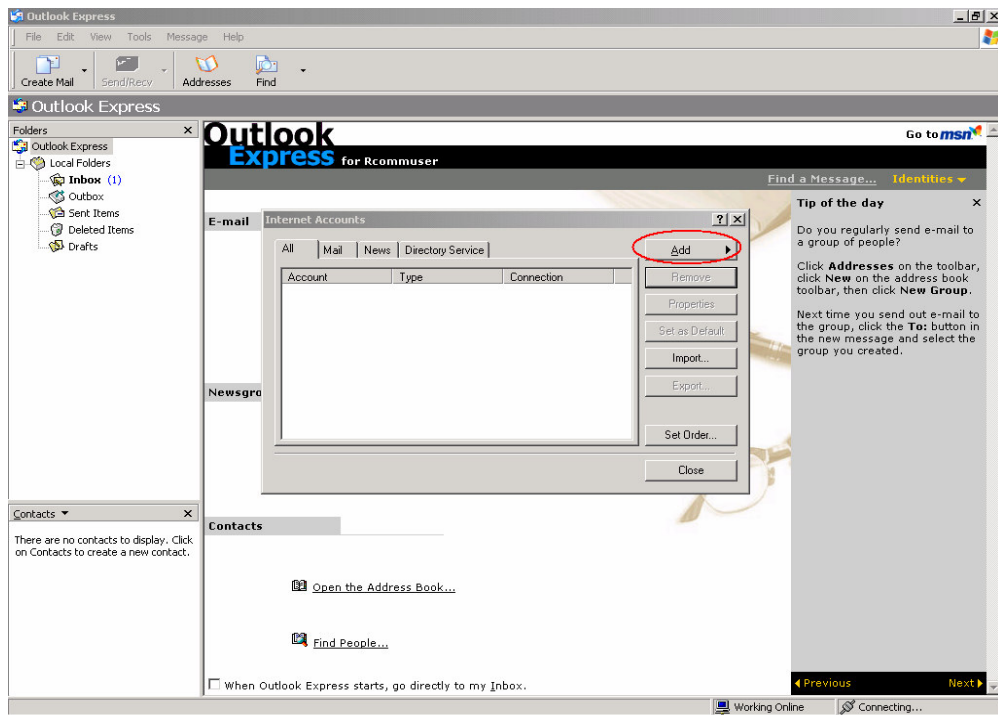 Outlook Express
File Edit View Tools Message Help
Create Mail Send/Recv Addresses Find
Outlook Express
Folders
Outlook Express
Local Folders
Inbox (1)
Outbox
Sent Items
Deleted Items
Drafts
Contacts
There are no contacts to display. Click
on Contacts to create a new contact.
Outlook
Express for Rcommuser
Go to msn
Find a Message... Identities
E-mail
Newsgro
Contacts
Open the Address Book...
Find People...
When Outlook Express starts, go directly to my Inbox.
Internet Accounts
All Mail News Directory Service
Account Type Connection
Add
Remove
Properties
Set as Default
Import...
Export...
Set Order...
Close
Tip of the day
Do you regularly send e-mail to
a group of people?
Click Addresses on the toolbar,
click New on the address book
toolbar, then click New Group.
Next time you send out e-mail to
the group, click the To: button in
the new message and select the
group you created.
Previous Next
Working Online Connecting...